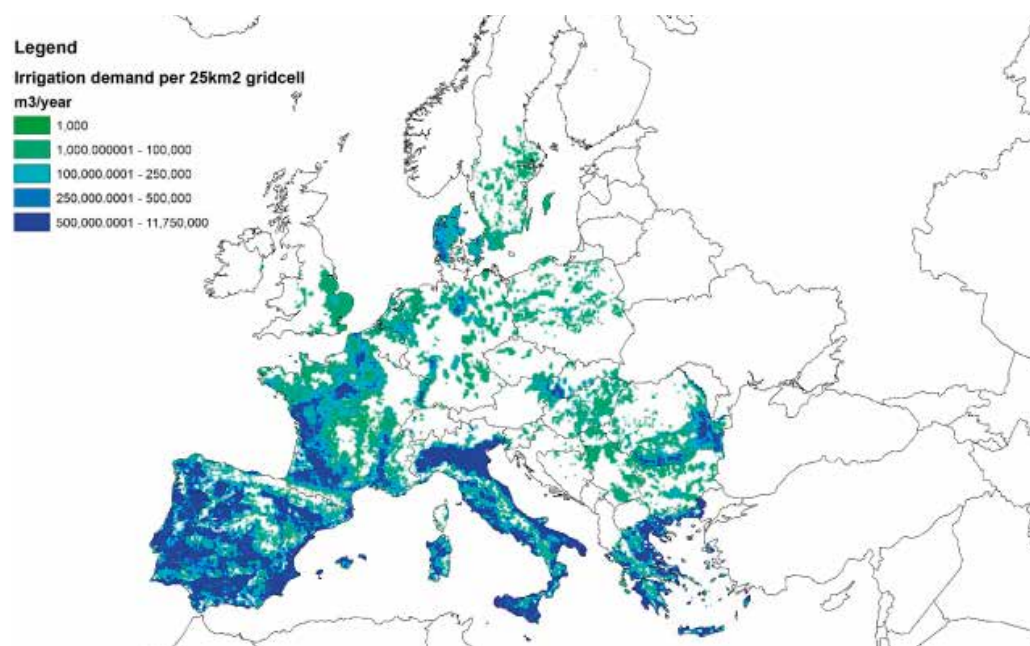 Legend
Irrigation demand per 25km2 gridcell
m3/year
1,000
1,000.000001 - 100,000
100,000.0001 - 250,000
250,000.0001 - 500,000
500,000.0001 - 11,750,000